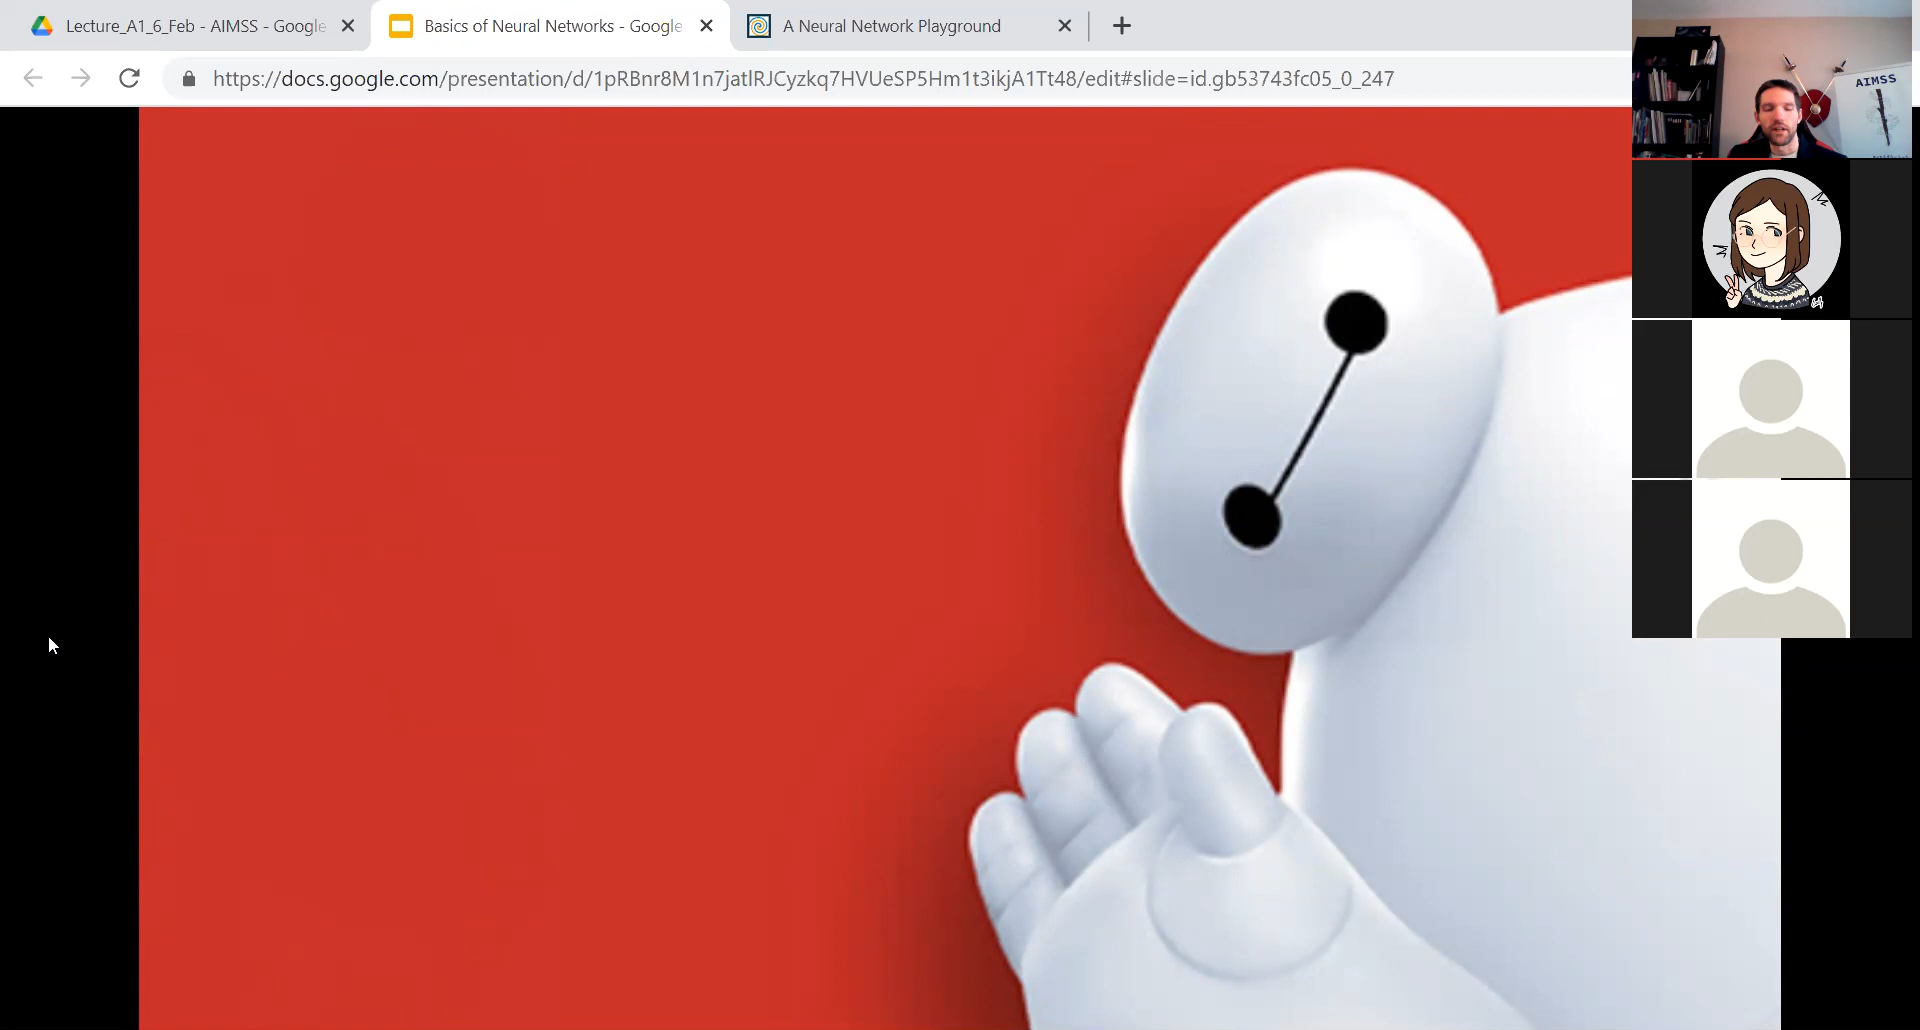 Lecture_A1_6_Feb - AIMSS - Google
Basics of Neural Networks - Google
A Neural Network Playground
https://docs.google.com/presentation/d/1pRBnr8M1n7jatlRJCyzkq7HVUeSP5Hm1t3ikjA1Tt48/edit#slide=id.gb53743fc05_0_247
AIMSS